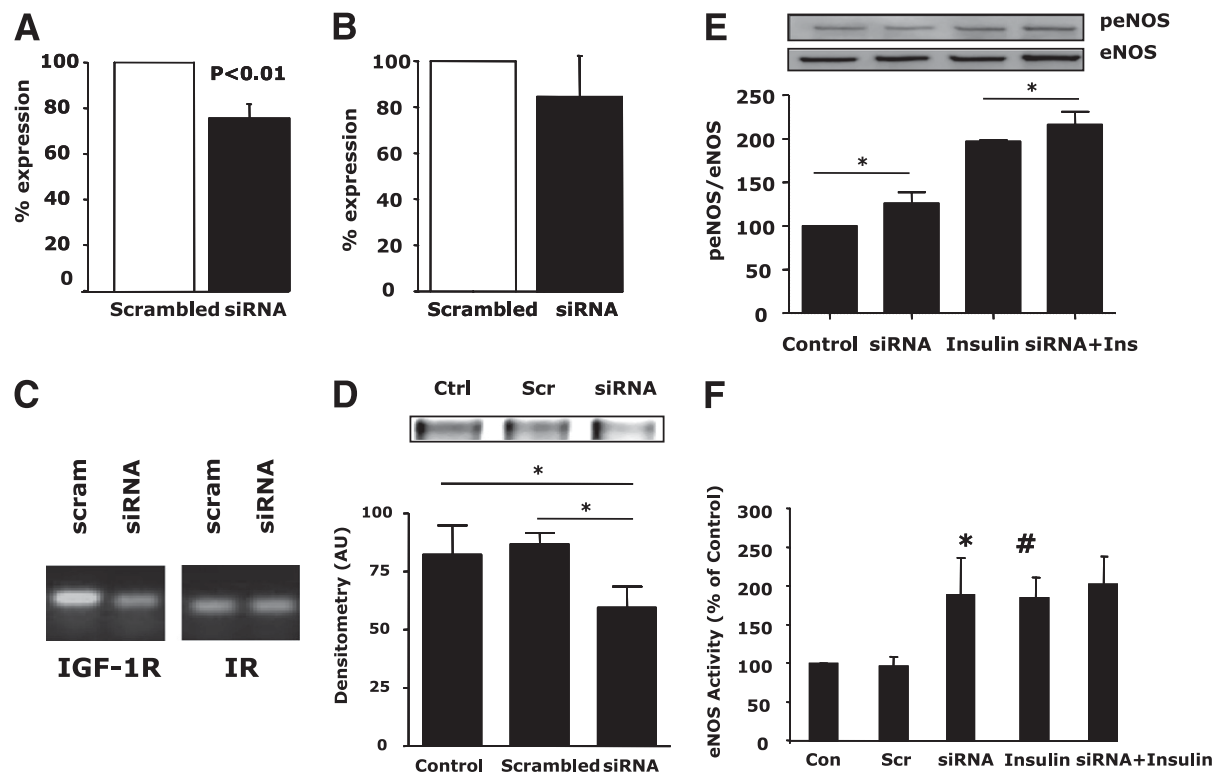 A
% expression
100
80
60
40
20
0
P<0.01
Scrambled siRNA
B
% expression
100
80
60
40
20
0
Scrambled siRNA
C
scram siRNA scram siRNA
IGF-1R IR
D
Ctrl Scr siRNA
*
*
Densitometry (AU)
100
75
50
25
0
Control Scrambled siRNA
E
peNOS
eNOS
peNOS/eNOS
250
200
150
100
50
0
*
*
Control siRNA Insulin siRNA+Ins
F
eNOS Activity (% of Control)
350
300
250
200
150
100
50
0
* #
Con Scr siRNA Insulin siRNA+Insulin